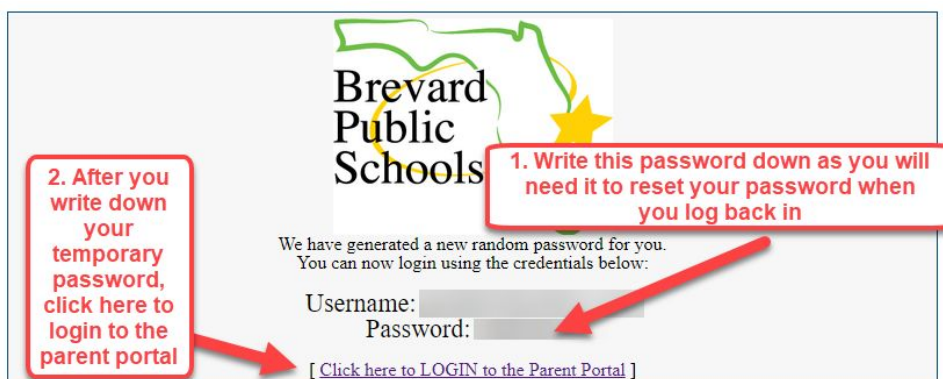 Brevard
Public
Schools
1. Write this password down as you will
need it to reset your password when
you log back in
2. After you
write down
your
temporary
password,
click here to
login to the
parent portal
We have generated a new random password for you.
You can now login using the credentials below:
Username:
Password:
[ Click here to LOGIN to the Parent Portal ]